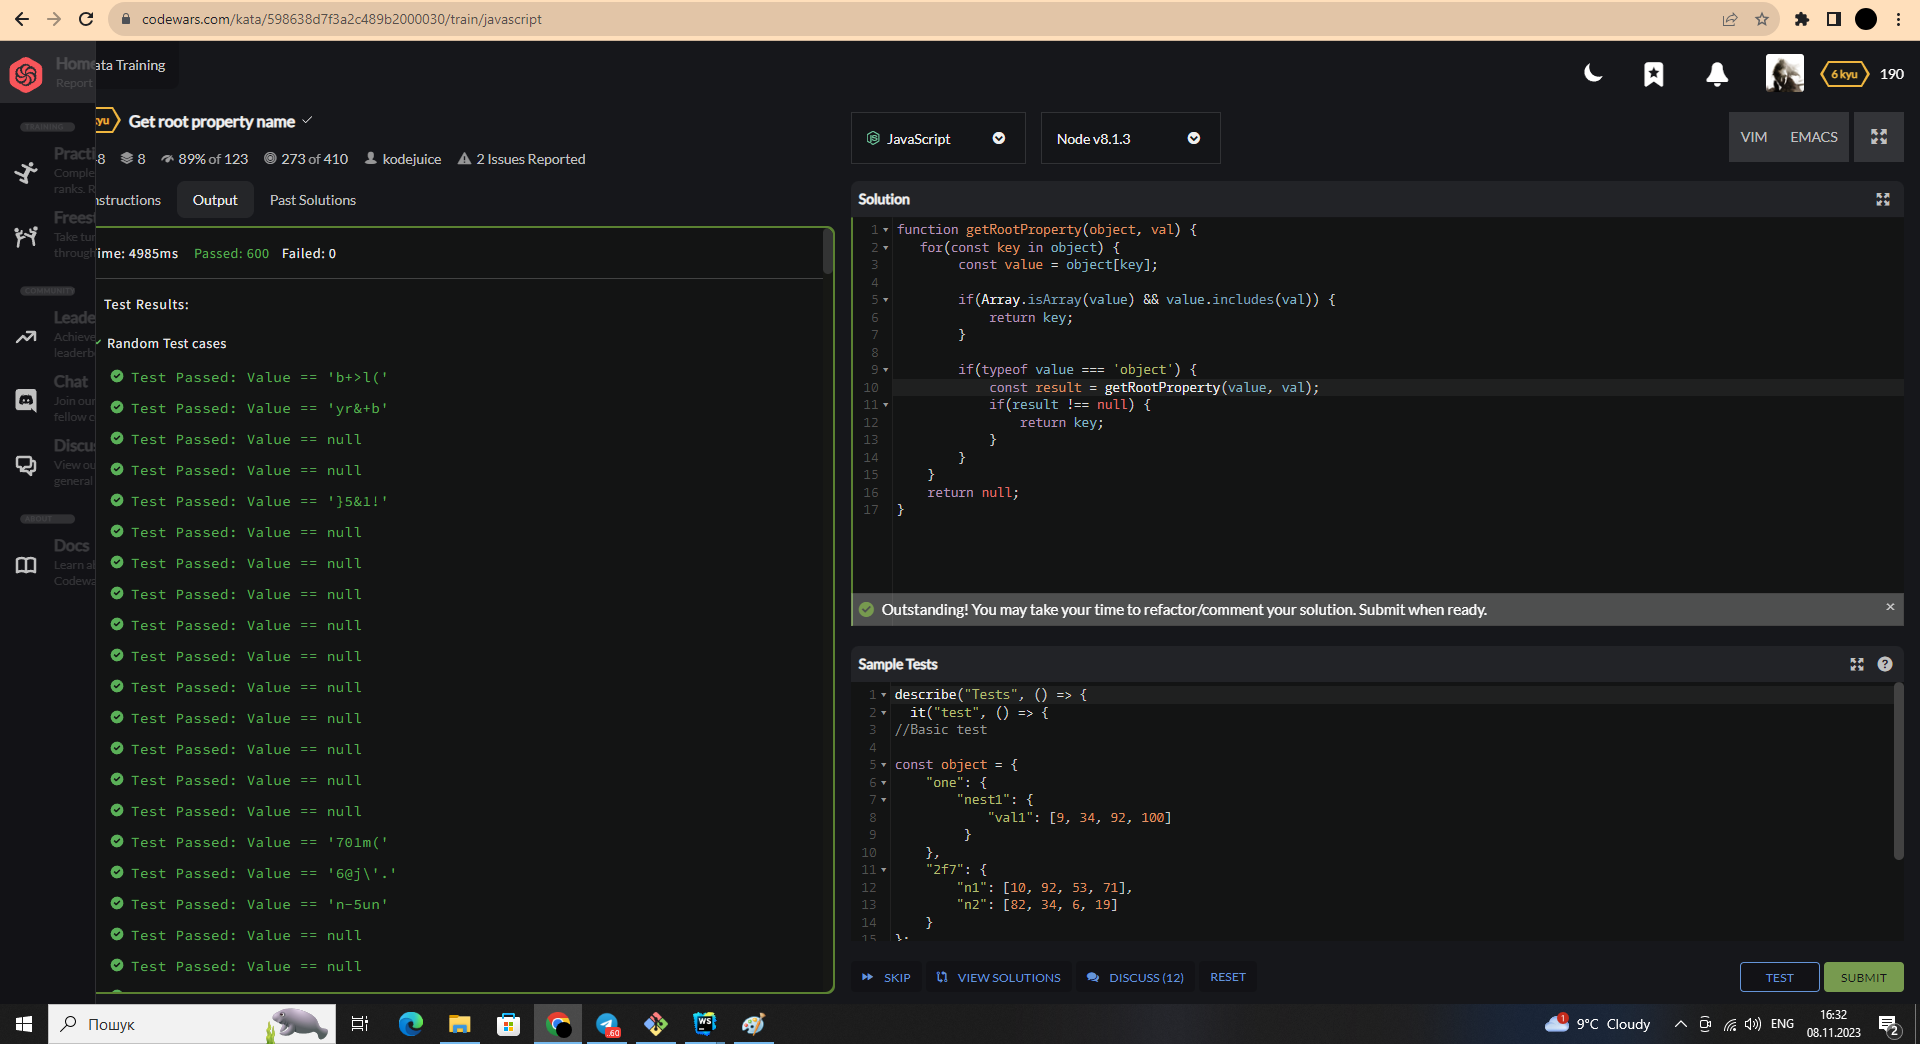 codewars.com/kata/598638d7f3a2c489b2000030/train/javascript
Home
Report
ata Training
6 kyu
190
TRAINING
Practi
Comple
ranks. R
Freest
Take tur
through
COMMUNITY
Leade
Achieve
leaderb
Chat
Join our
fellow c
Discus
View ou
general
ABOUT
Docs
Learn al
Codewa
yu
Get root property name
8
8
89% of 123
273 of 410
kodejuice
2 Issues Reported
nstructions
Output
Past Solutions
ime: 4985ms
Passed: 600
Failed: 0
Test Results:
Random Test cases
Test Passed: Value == 'b+>l('
Test Passed: Value == 'yr&+b'
Test Passed: Value == null
Test Passed: Value == null
Test Passed: Value == '}5&1!'
Test Passed: Value == null
Test Passed: Value == null
Test Passed: Value == null
Test Passed: Value == null
Test Passed: Value == null
Test Passed: Value == null
Test Passed: Value == null
Test Passed: Value == null
Test Passed: Value == null
Test Passed: Value == null
Test Passed: Value == '701m('
Test Passed: Value == '6@j\'.'
Test Passed: Value == 'n-5un'
Test Passed: Value == null
Test Passed: Value == null
JavaScript
Node v8.1.3
VIM
EMACS
Solution
1 function getRootProperty(object, val) {
2 for(const key in object) {
3 const value = object[key];
4
5 if(Array.isArray(value) && value.includes(val)) {
6 return key;
7 }
8
9 if(typeof value === 'object') {
10 const result = getRootProperty(value, val);
11 if(result !== null) {
12 return key;
13 }
14 }
15 }
16 return null;
17 }
Outstanding! You may take your time to refactor/comment your solution. Submit when ready.
×
Sample Tests
?
1 describe("Tests", () => {
2 it("test", () => {
3 //Basic test
4
5 const object = {
6 "one": {
7 "nest1": {
8 "val1": [9, 34, 92, 100]
9 }
10 },
11 "2f7": {
12 "n1": [10, 92, 53, 71],
13 "n2": [82, 34, 6, 19]
14 }
15 };
SKIP
VIEW SOLUTIONS
DISCUSS (12)
RESET
TEST
SUBMIT
Пошук
.60
WS
1
9°C Cloudy
ENG
16:32
08.11.2023
2